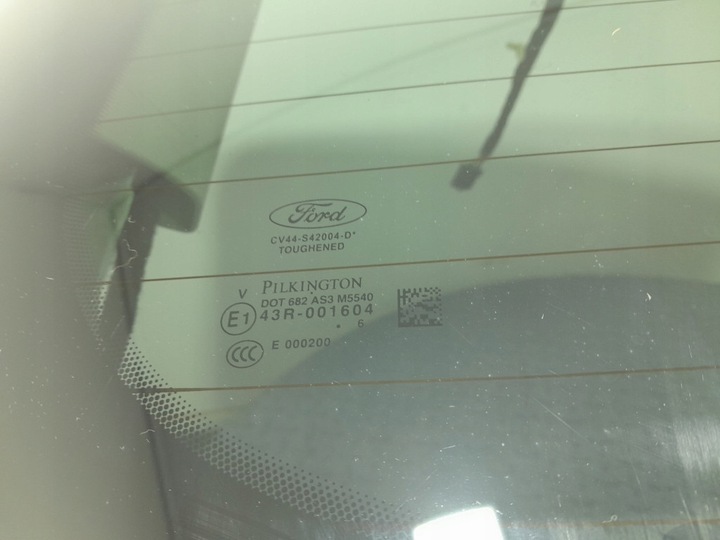 Ford
CV44-S42004-D*
TOUGHENED
V PILKINGTON
DOT 682 AS3 M5540
E1 43R-001604
. 6
CCC E 000200